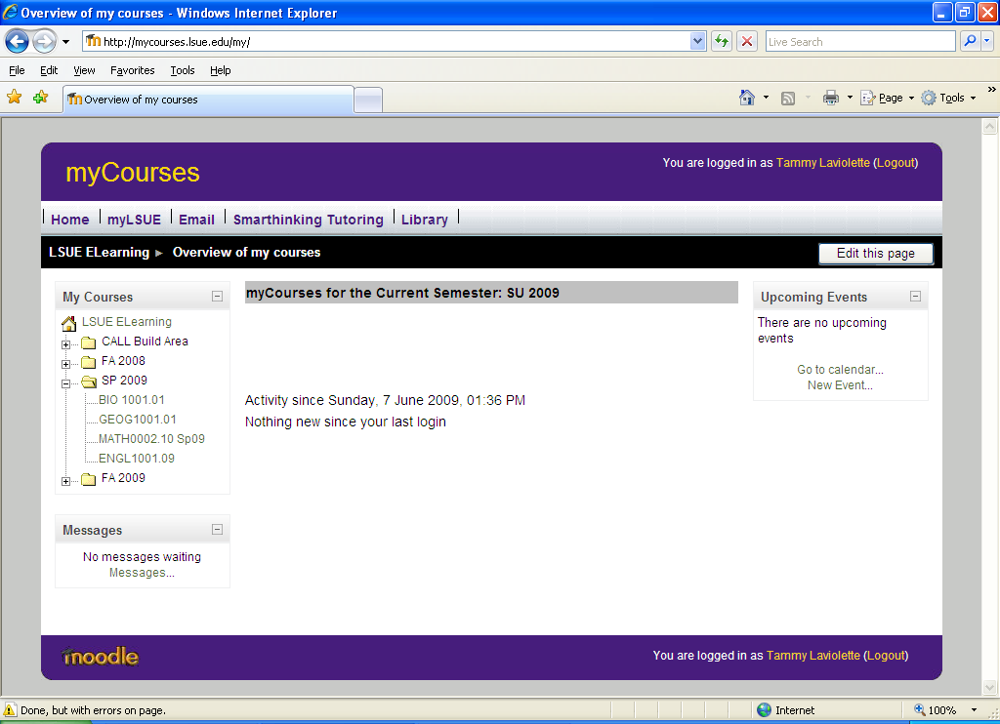 Overview of my courses - Windows Internet Explorer
http://mycourses.lsue.edu/my/
Live Search
File Edit View Favorites Tools Help
Overview of my courses
Page Tools
myCourses
You are logged in as Tammy Laviolette (Logout)
Home myLSUE Email Smarthinking Tutoring Library
LSUE ELearning ► Overview of my courses
Edit this page
My Courses
LSUE ELearning
CALL Build Area
FA 2008
SP 2009
BIO 1001.01
GEOG1001.01
MATH0002.10 Sp09
ENGL1001.09
FA 2009
Messages
No messages waiting
Messages...
myCourses for the Current Semester: SU 2009
Activity since Sunday, 7 June 2009, 01:36 PM
Nothing new since your last login
Upcoming Events
There are no upcoming
events
Go to calendar...
New Event...
moodle
You are logged in as Tammy Laviolette (Logout)
Done, but with errors on page.
Internet
100%